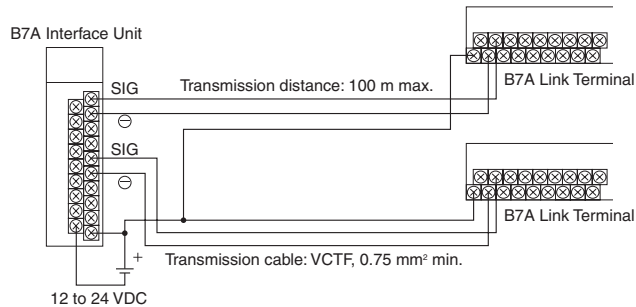 B7A Interface Unit
SIG
Transmission distance: 100 m max.
B7A Link Terminal
⊖
SIG
⊖
B7A Link Terminal
+
Transmission cable: VCTF, 0.75 mm² min.
12 to 24 VDC